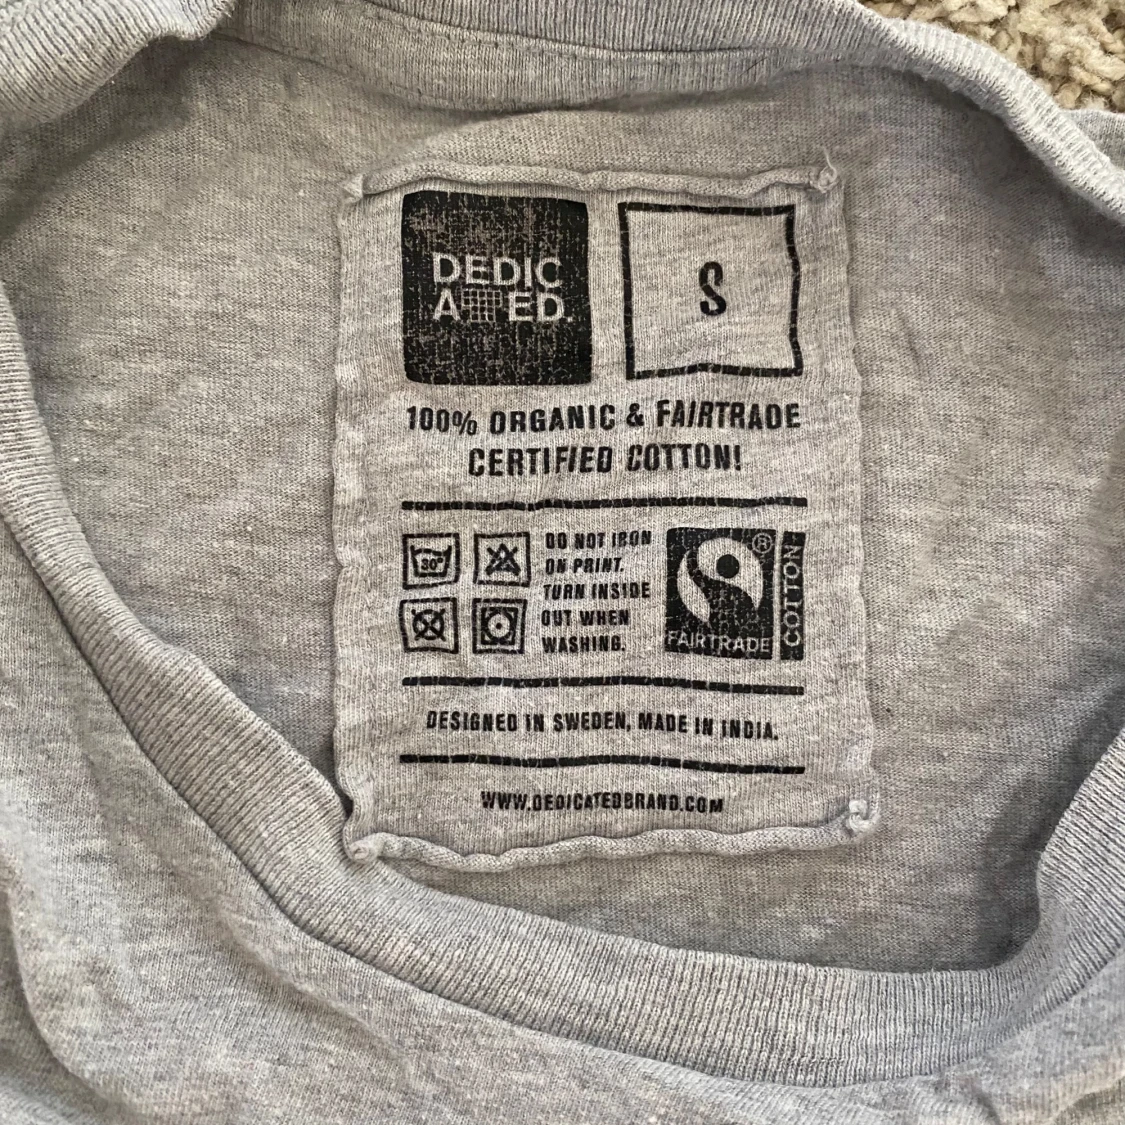 DEDIC
A ED.
S
100% ORGANIC & FAIRTRADE
CERTIFIED COTTON!
30°
DO NOT IRON
ON PRINT.
TURN INSIDE
OUT WHEN
WASHING.
®
FAIRTRADE
COTTON
DESIGNED IN SWEDEN, MADE IN INDIA.
WWW.DEDICATEDBRAND.COM